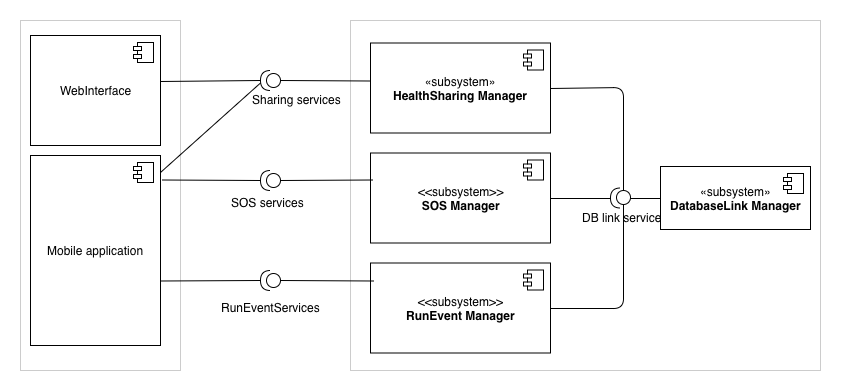 WebInterface
Sharing services
«subsystem»
HealthSharing Manager
Mobile application
SOS services
<<subsystem>>
SOS Manager
DB link service
«subsystem»
DatabaseLink Manager
RunEventServices
<<subsystem>>
RunEvent Manager